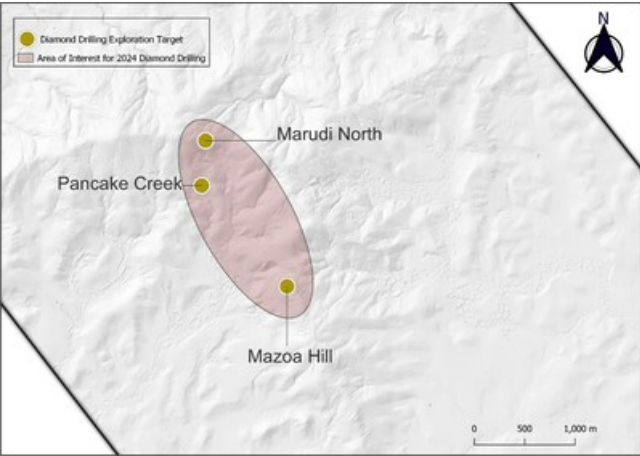 N
Diamond Drilling Exploration Target
Area of Interest for 2024 Diamond Drilling
Marudi North
Pancake Creek
Mazoa Hill
0 500 1,000 m